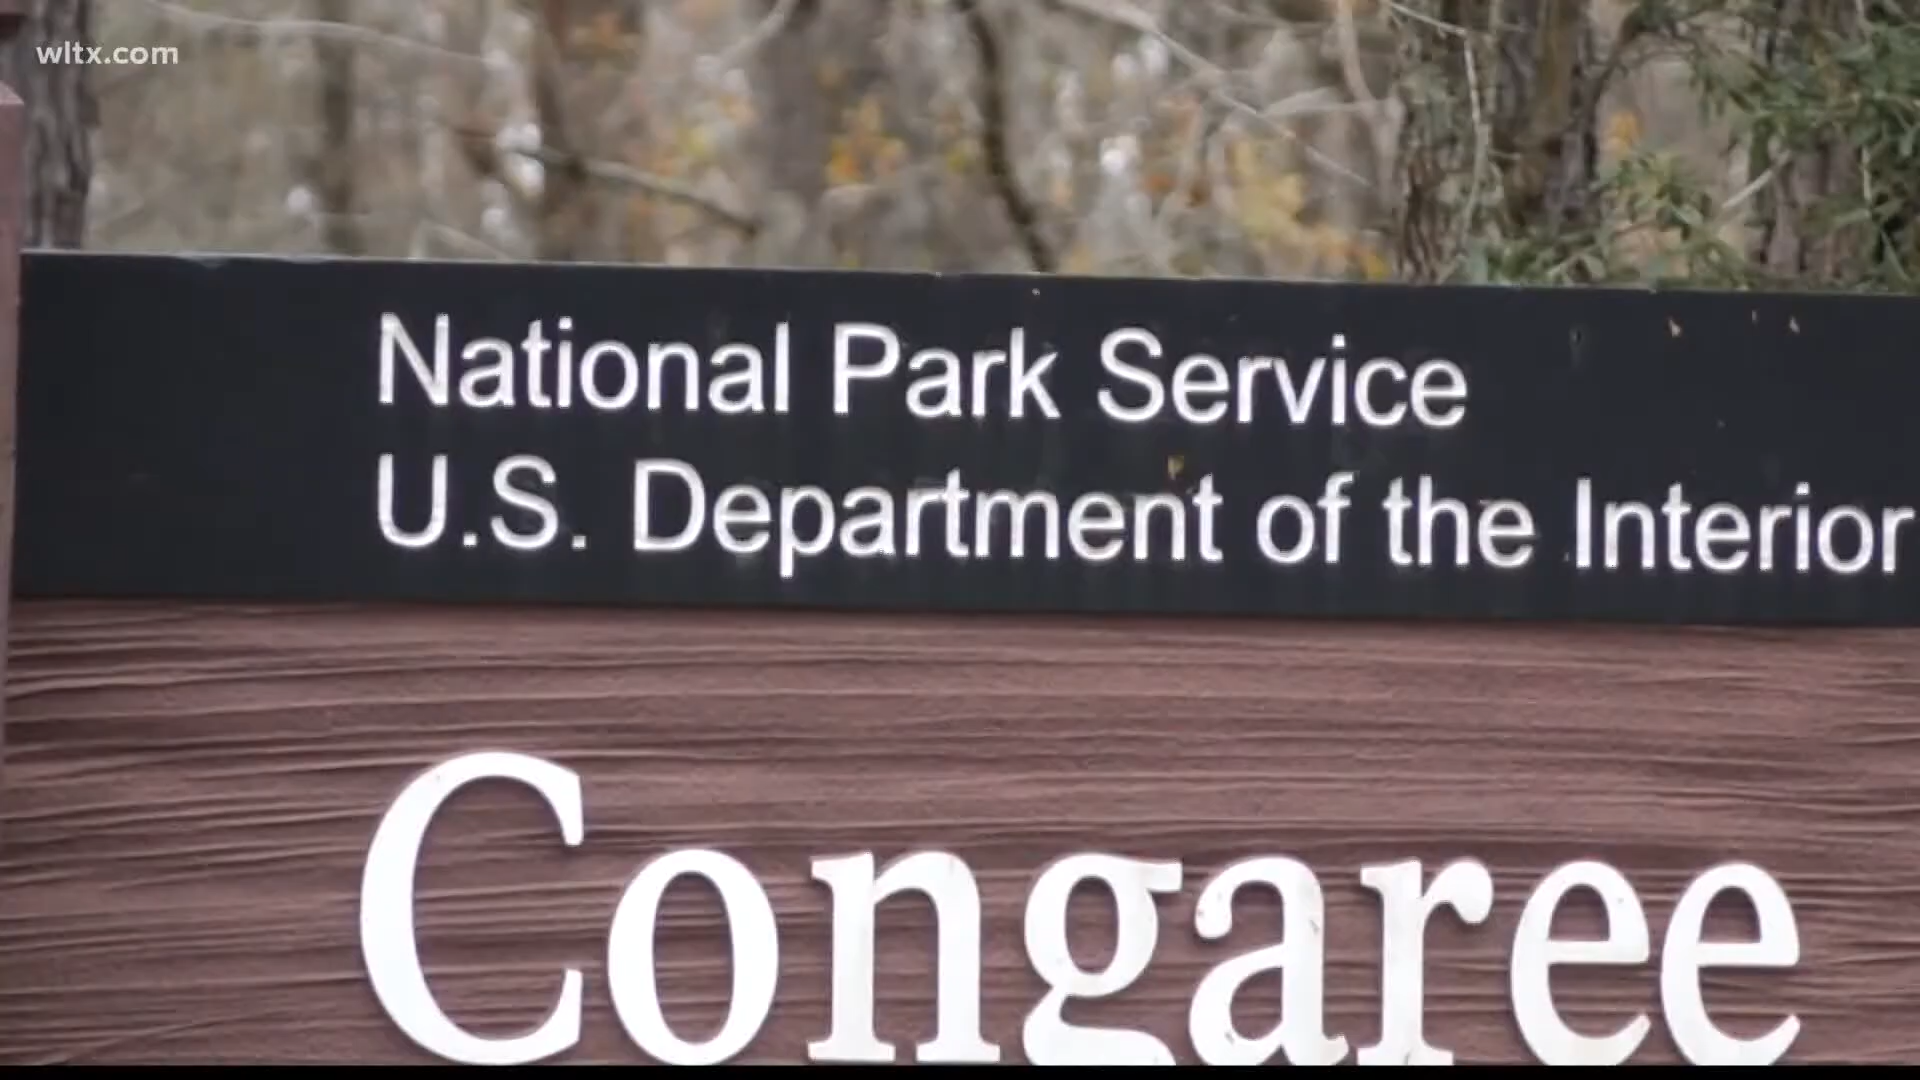 wltx.com
National Park Service
U.S. Department of the Interior
Congaree